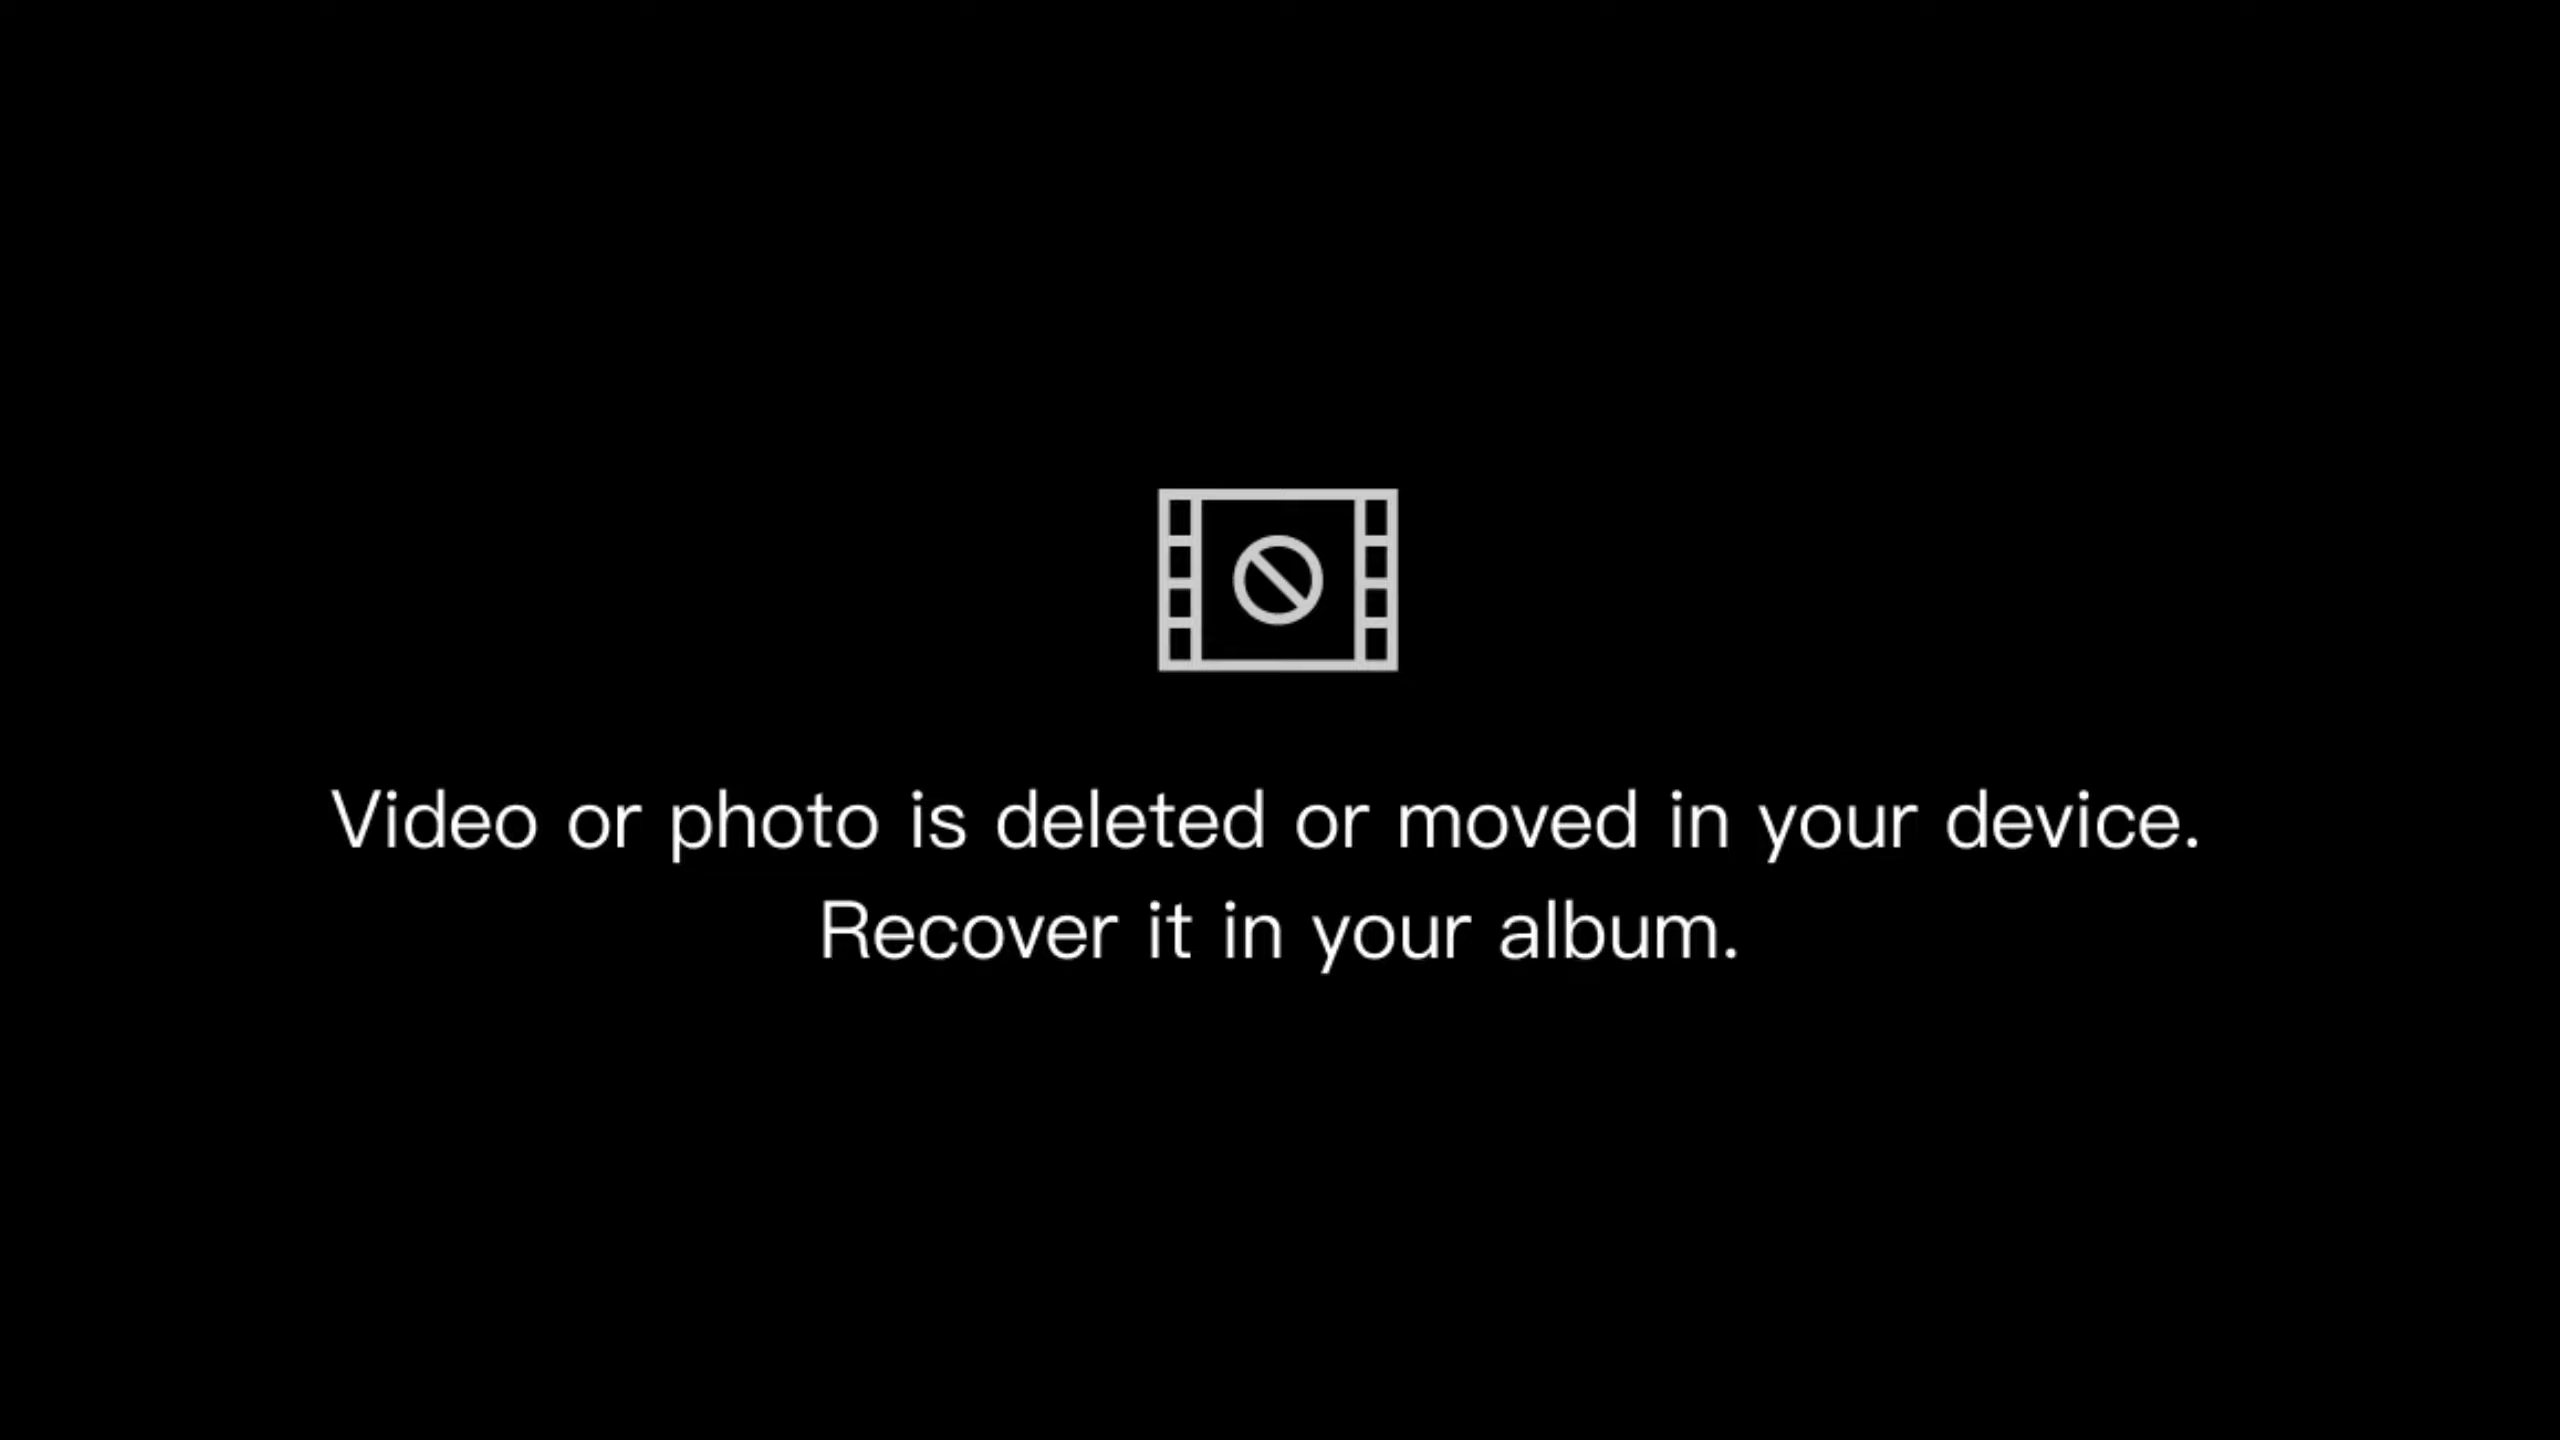 Video or photo is deleted or moved in your device.
Recover it in your album.